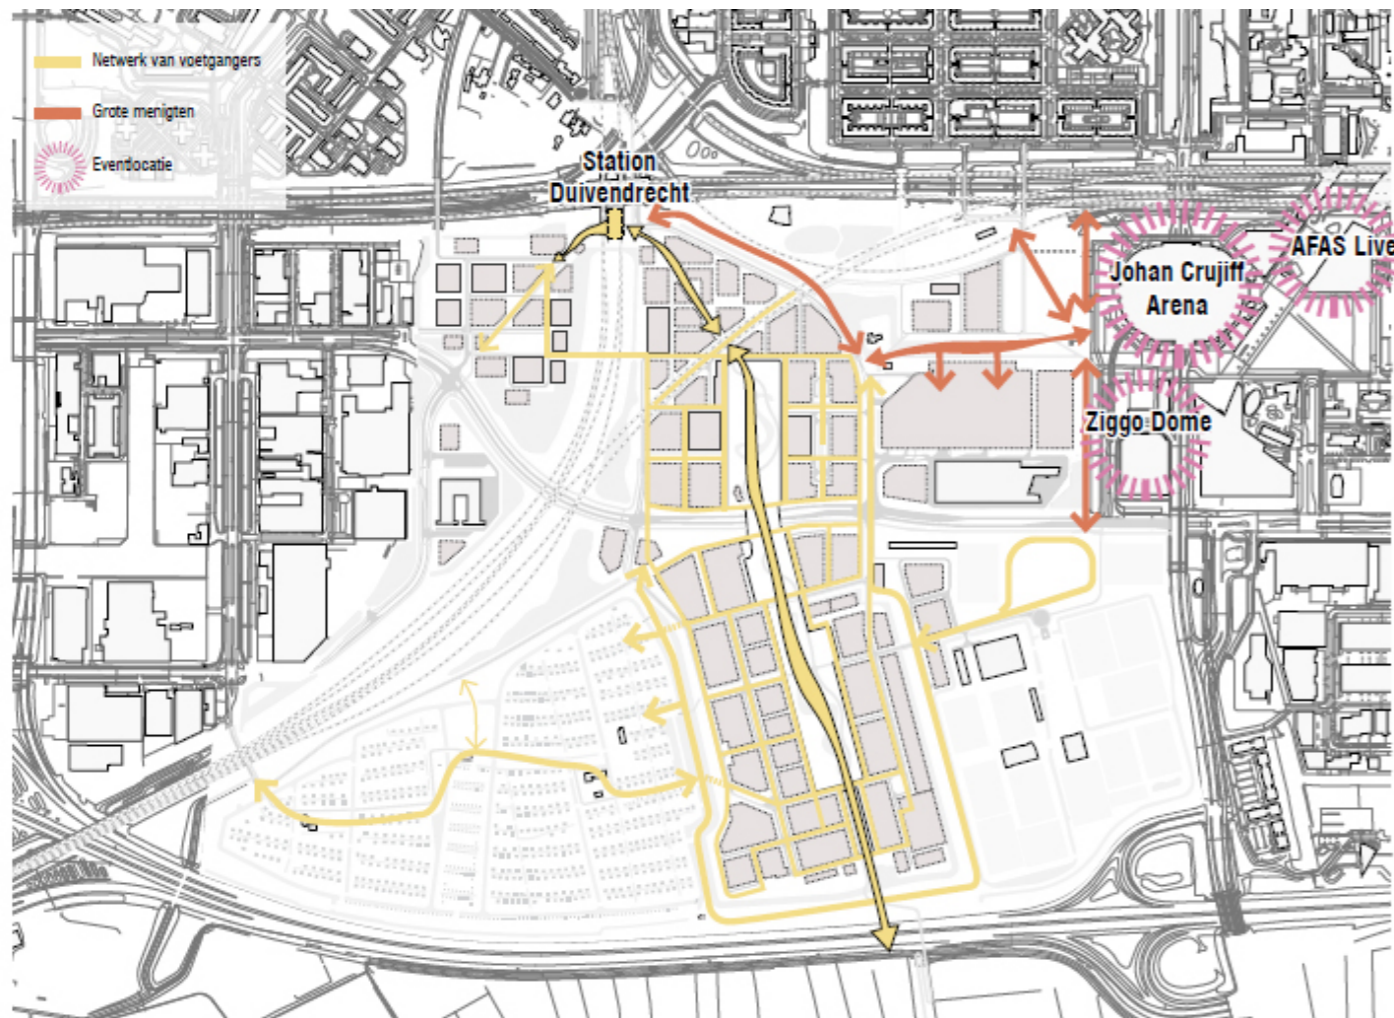 Netwerk van voetgangers
Grote menigten
Eventlocatie
Station
Duivendrecht
AFAS Live
Johan Crujiff
Arena
Ziggo Dome